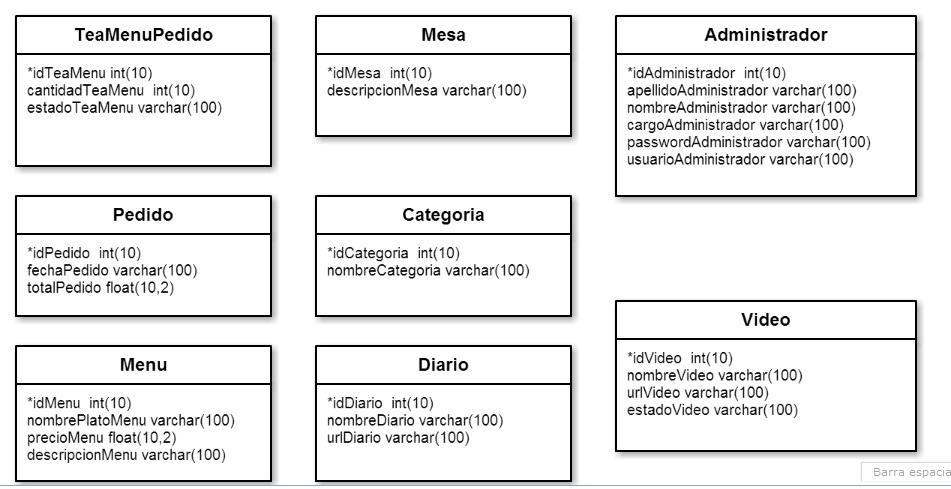 TeaMenuPedido
*idTeaMenu int(10)
cantidadTeaMenu int(10)
estadoTeaMenu varchar(100)
Mesa
*idMesa int(10)
descripcionMesa varchar(100)
Administrador
*idAdministrador int(10)
apellidoAdministrador varchar(100)
nombreAdministrador varchar(100)
cargoAdministrador varchar(100)
passwordAdministrador varchar(100)
usuarioAdministrador varchar(100)
Pedido
*idPedido int(10)
fechaPedido varchar(100)
totalPedido float(10,2)
Categoria
*idCategoria int(10)
nombreCategoria varchar(100)
Video
*idVideo int(10)
nombreVideo varchar(100)
urlVideo varchar(100)
estadoVideo varchar(100)
Menu
*idMenu int(10)
nombrePlatoMenu varchar(100)
precioMenu float(10,2)
descripcionMenu varchar(100)
Diario
*idDiario int(10)
nombreDiario varchar(100)
urlDiario varchar(100)
Barra espacia